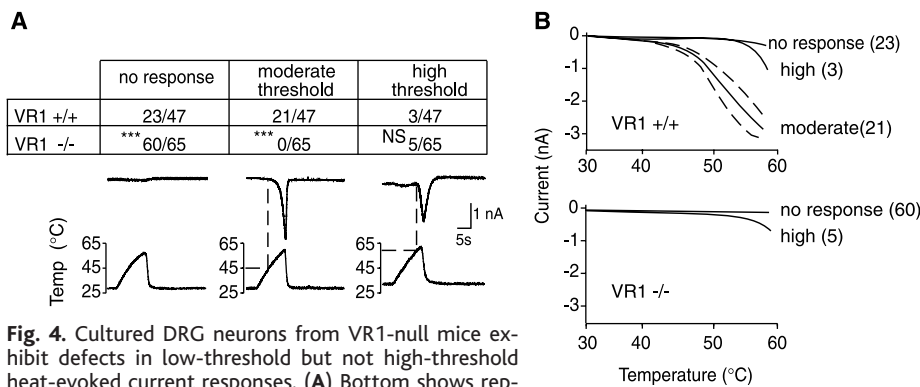 A
no response moderate threshold high threshold
VR1 +/+ 23/47 21/47 3/47
VR1 -/- *** 60/65 *** 0/65 NS 5/65
1 nA
5s
Temp (°C)
65 65 65
45 45 45
25 25 25
Fig. 4. Cultured DRG neurons from VR1-null mice ex-
hibit defects in low-threshold but not high-threshold
heat-evoked current responses. (A) Bottom shows rep-
B
Current (nA)
0
-1
-2
-3
no response (23)
high (3)
moderate(21)
VR1 +/+
30 40 50 60
0
-1
-2
-3
no response (60)
high (5)
VR1 -/-
30 40 50 60
Temperature (°C)